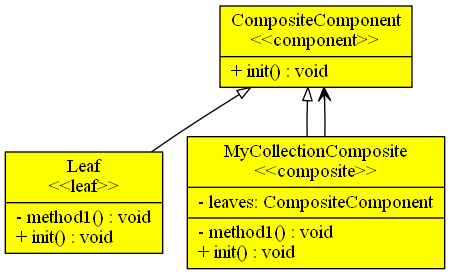 CompositeComponent
<<component>>
+ init() : void
Leaf
<<leaf>>
- method1() : void
+ init() : void
MyCollectionComposite
<<composite>>
- leaves: CompositeComponent
- method1() : void
+ init() : void